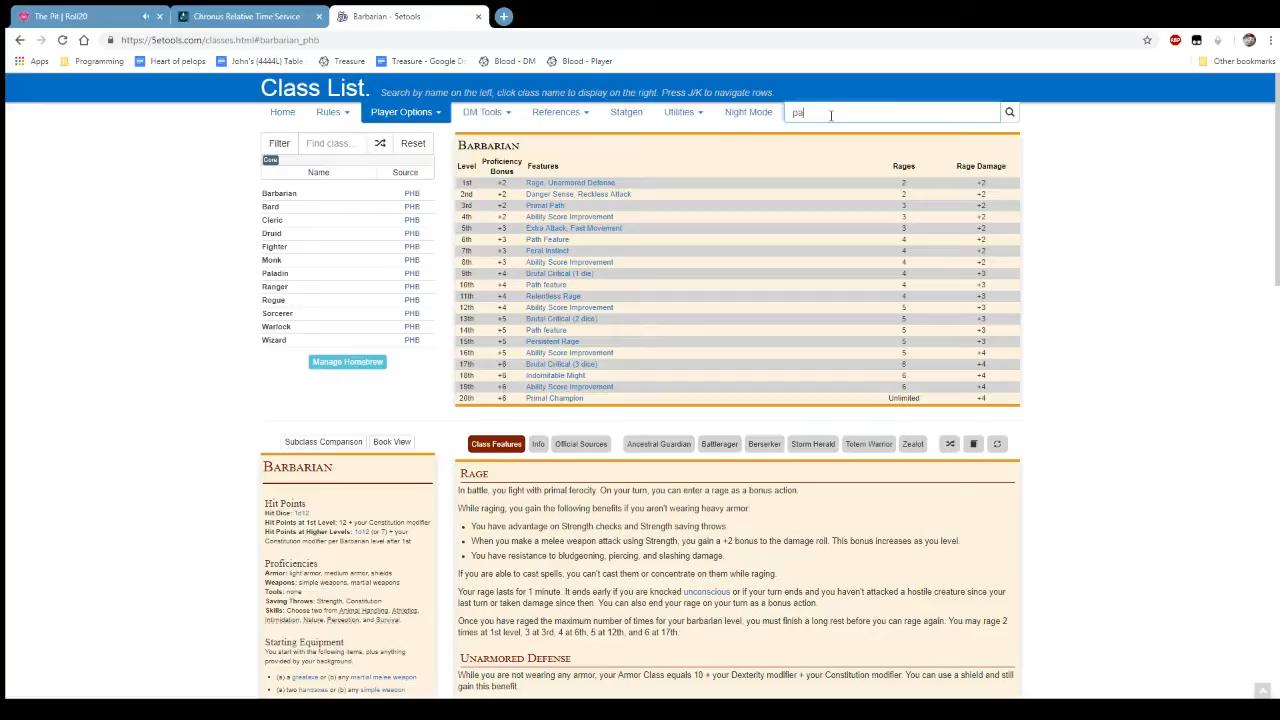 The Pit | Roll20
Chronus Relative Time Service
Barbarian - 5etools
https://5etools.com/classes.html#barbarian_phb
Apps Programming Heart of pelops John's (4444L) Table Treasure Treasure - Google D Blood - DM Blood - Player Other bookmarks
Class List. Search by name on the left, click class name to display on the right. Press J/K to navigate rows.
Home Rules Player Options DM Tools References Statgen Utilities Night Mode pa
Filter Find class... Reset
Core
Name Source
Barbarian PHB
Bard PHB
Cleric PHB
Druid PHB
Fighter PHB
Monk PHB
Paladin PHB
Ranger PHB
Rogue PHB
Sorcerer PHB
Warlock PHB
Wizard PHB
Manage Homebrew
BARBARIAN
Level Proficiency Bonus Features Rages Rage Damage
1st +2 Rage, Unarmored Defense 2 +2
2nd +2 Danger Sense, Reckless Attack 2 +2
3rd +2 Primal Path 3 +2
4th +2 Ability Score Improvement 3 +2
5th +3 Extra Attack, Fast Movement 3 +2
6th +3 Path Feature 4 +2
7th +3 Feral Instinct 4 +2
8th +3 Ability Score Improvement 4 +2
9th +4 Brutal Critical (1 die) 4 +3
10th +4 Path feature 4 +3
11th +4 Relentless Rage 4 +3
12th +4 Ability Score Improvement 5 +3
13th +5 Brutal Critical (2 dice) 5 +3
14th +5 Path feature 5 +3
15th +5 Persistent Rage 5 +3
16th +5 Ability Score Improvement 5 +4
17th +6 Brutal Critical (3 dice) 6 +4
18th +6 Indomitable Might 6 +4
19th +6 Ability Score Improvement 6 +4
20th +6 Primal Champion Unlimited +4
Subclass Comparison Book View
Class Features Info Official Sources Ancestral Guardian Battlerager Berserker Storm Herald Totem Warrior Zealot
BARBARIAN
Hit Points
Hit Dice: 1d12
Hit Points at 1st Level: 12 + your Constitution modifier
Hit Points at Higher Levels: 1d12 (or 7) + your
Constitution modifier per Barbarian level after 1st
Proficiencies
Armor: light armor, medium armor, shields
Weapons: simple weapons, martial weapons
Tools: none
Saving Throws: Strength, Constitution
Skills: Choose two from Animal Handling, Athletics,
Intimidation, Nature, Perception, and Survival.
Starting Equipment
You start with the following items, plus anything
provided by your background.
• (a) a greataxe or (b) any martial melee weapon
• (a) two handaxes or (b) any simple weapon
RAGE
In battle, you fight with primal ferocity. On your turn, you can enter a rage as a bonus action.
While raging, you gain the following benefits if you aren't wearing heavy armor:
• You have advantage on Strength checks and Strength saving throws.
• When you make a melee weapon attack using Strength, you gain a +2 bonus to the damage roll. This bonus increases as you level.
• You have resistance to bludgeoning, piercing, and slashing damage.
If you are able to cast spells, you can't cast them or concentrate on them while raging.
Your rage lasts for 1 minute. It ends early if you are knocked unconscious or if your turn ends and you haven't attacked a hostile creature since your
last turn or taken damage since then. You can also end your rage on your turn as a bonus action.
Once you have raged the maximum number of times for your barbarian level, you must finish a long rest before you can rage again. You may rage 2
times at 1st level, 3 at 3rd, 4 at 6th, 5 at 12th, and 6 at 17th.
UNARMORED DEFENSE
While you are not wearing any armor, your Armor Class equals 10 + your Dexterity modifier + your Constitution modifier. You can use a shield and still
gain this benefit.